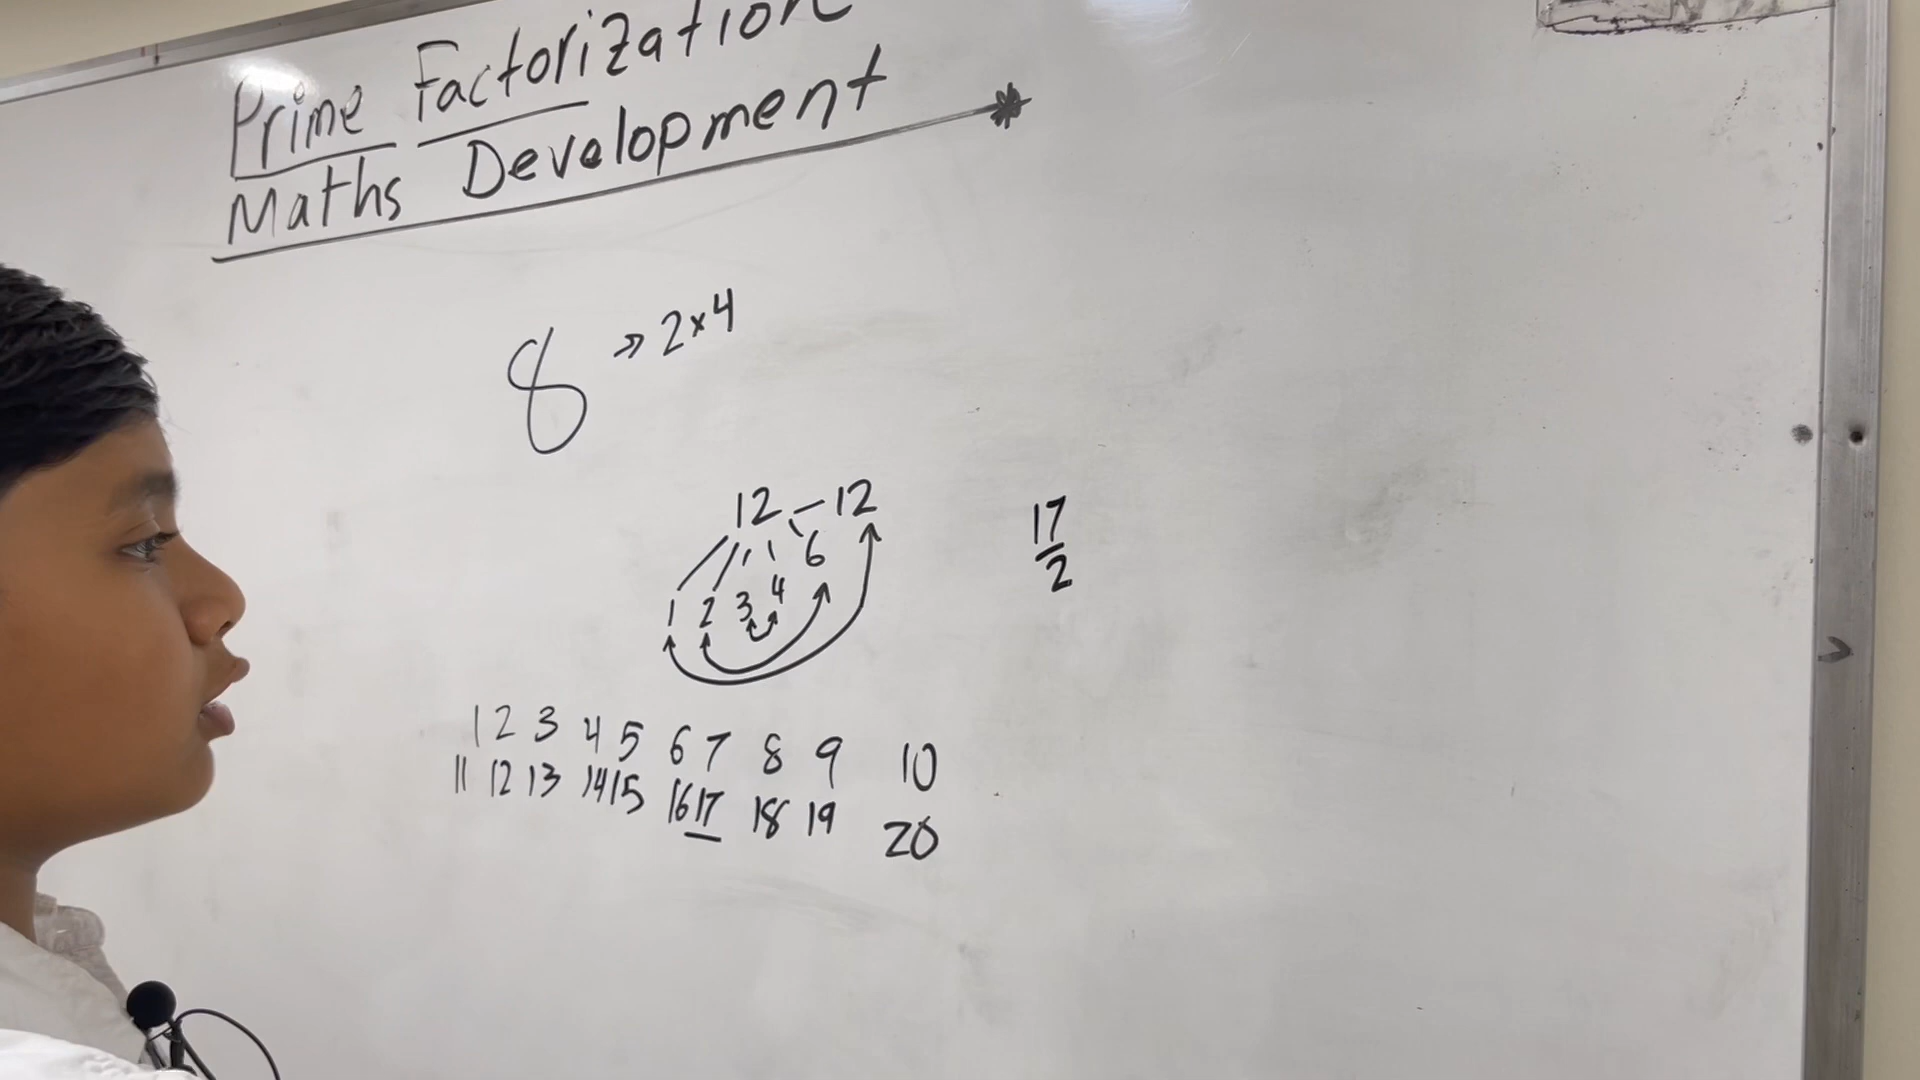 Prime Factorization
Maths Development
8 » 2×4
12 – 12
6
1 2 3 4
17
2
1 2 3 4 5 6 7 8 9 10
11 12 13 14 15 16 17 18 19 20